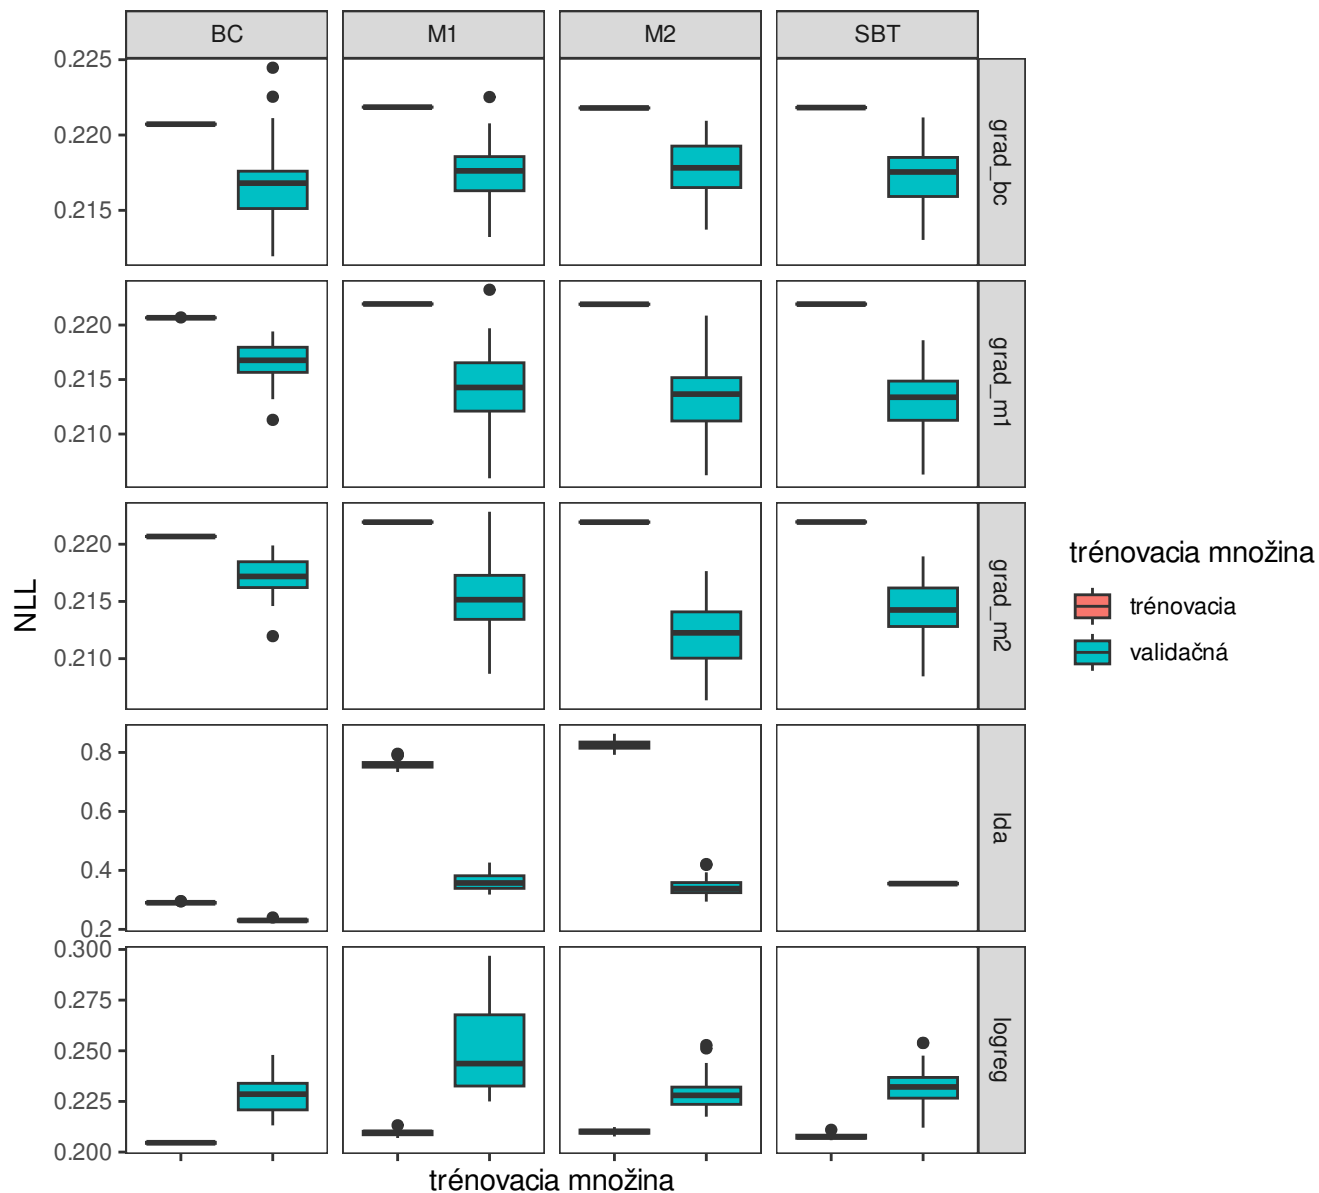 BC
M1
M2
SBT
0.225
0.220
0.215
grad_bc
0.220
0.215
0.210
grad_m1
0.220
0.215
0.210
grad_m2
0.8
0.6
0.4
0.2
lda
0.300
0.275
0.250
0.225
0.200
logreg
NLL
trénovacia množina
trénovacia množina
trénovacia
validačná